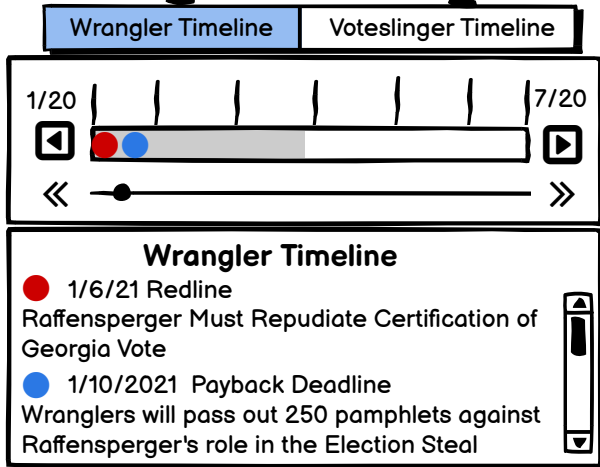 Wrangler Timeline
Voteslinger Timeline
1/20
7/20
Wrangler Timeline
1/6/21 Redline
Raffensperger Must Repudiate Certification of
Georgia Vote
1/10/2021 Payback Deadline
Wranglers will pass out 250 pamphlets against
Raffensperger's role in the Election Steal